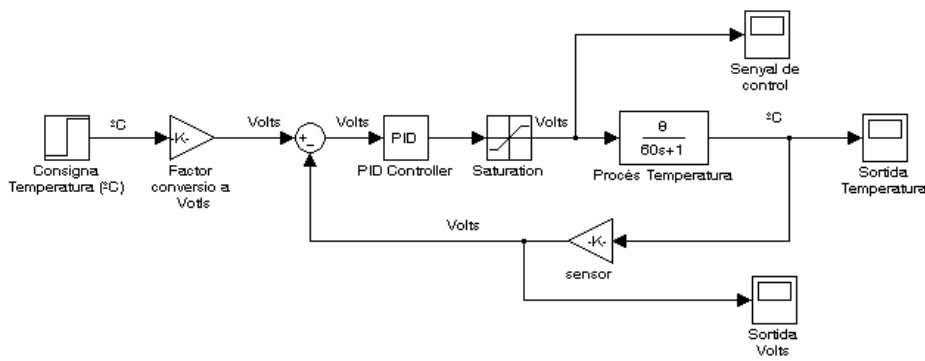 Senyal de
control
ºC
Volts
Volts
Volts
ºC
-K-
+
−
PID
8
60s+1
Consigna
Temperatura (ºC)
Factor
conversio a
Votls
PID Controller
Saturation
Procés Temperatura
Sortida
Temperatura
Volts
-K-
sensor
Sortida
Volts